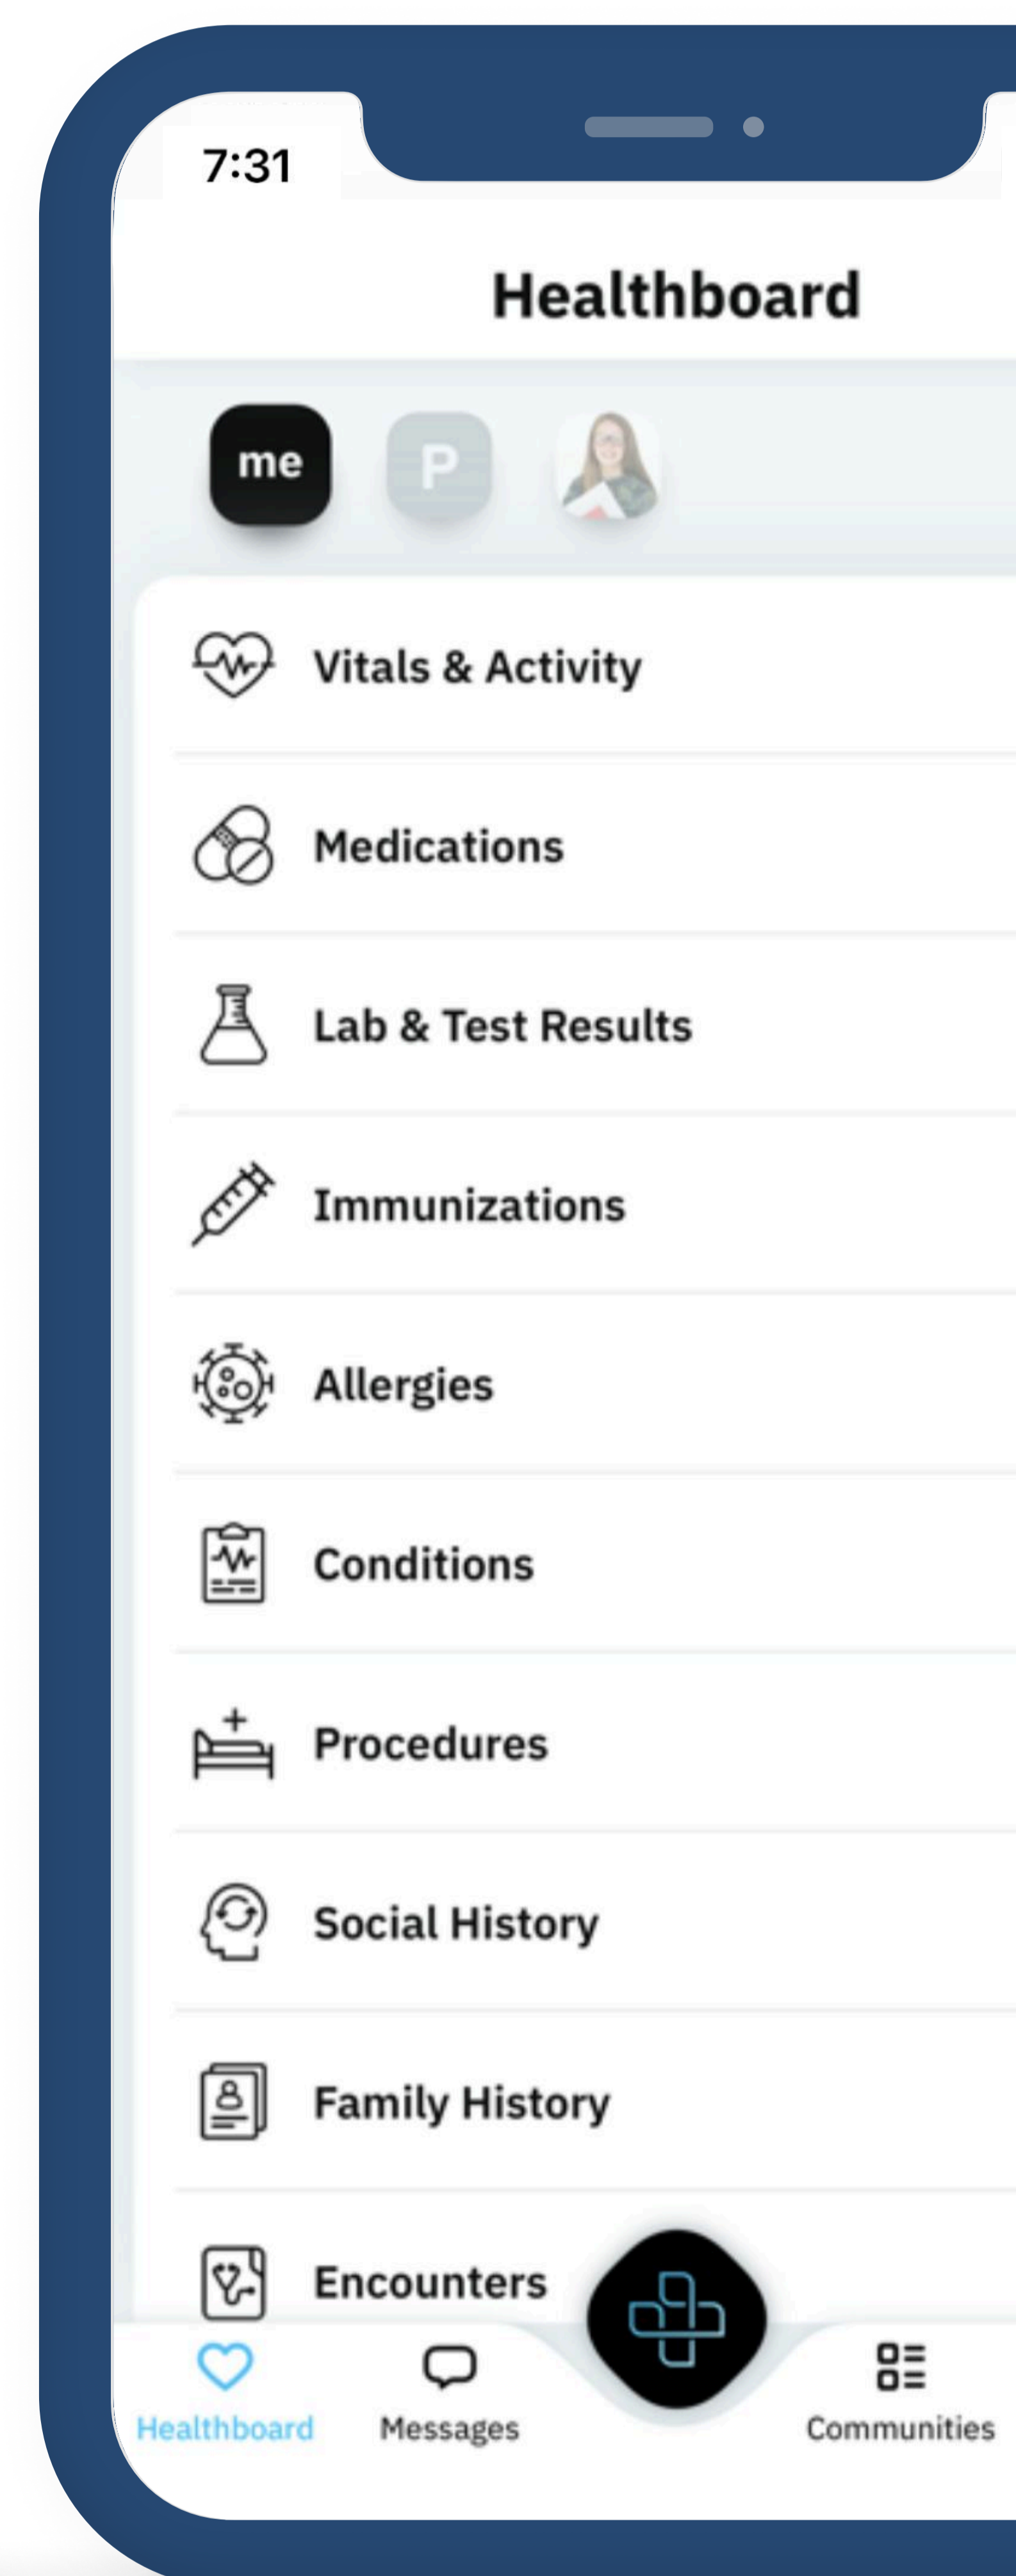 7:31
Healthboard
me
P
Vitals & Activity
Medications
Lab & Test Results
Immunizations
Allergies
Conditions
Procedures
Social History
Family History
Encounters
Healthboard
Messages
Communities